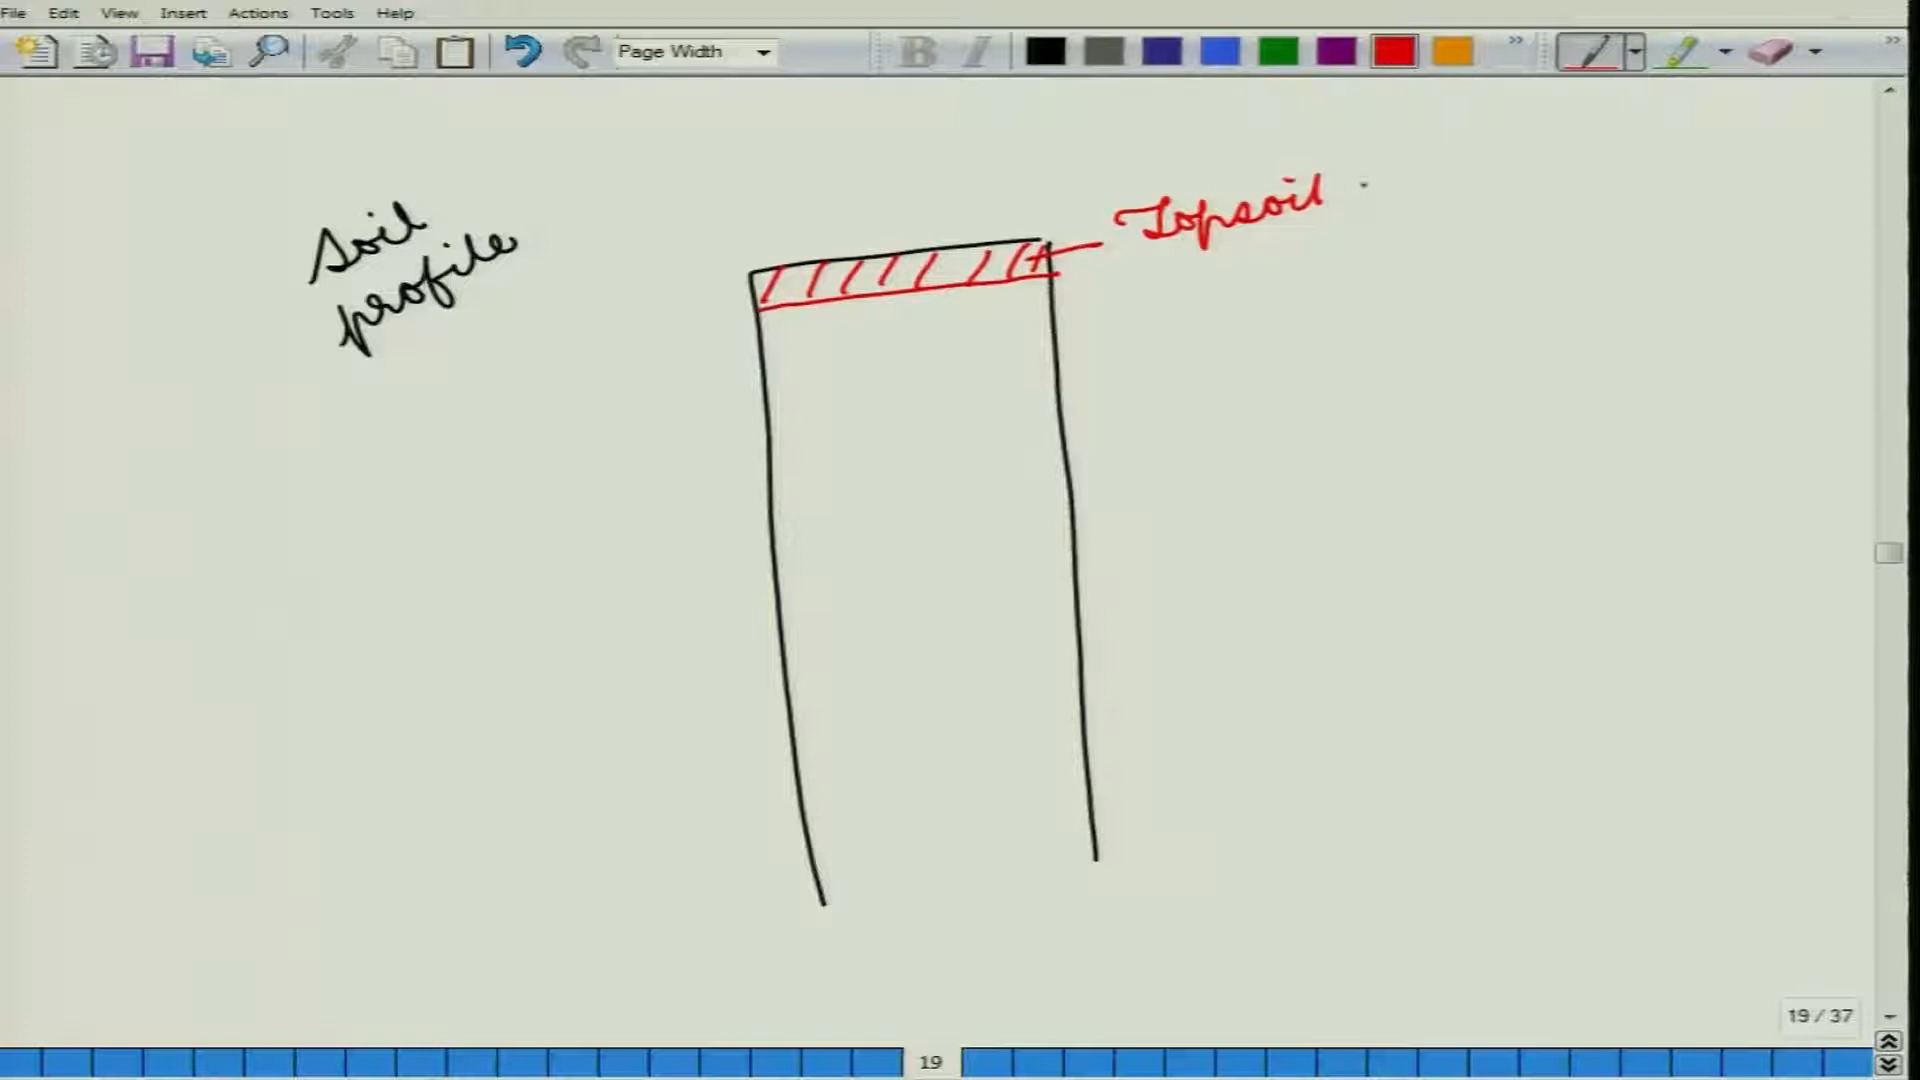 File Edit View Insert Actions Tools Help
Page Width
B I
Topsoil
Soil
profile
19 / 37
19